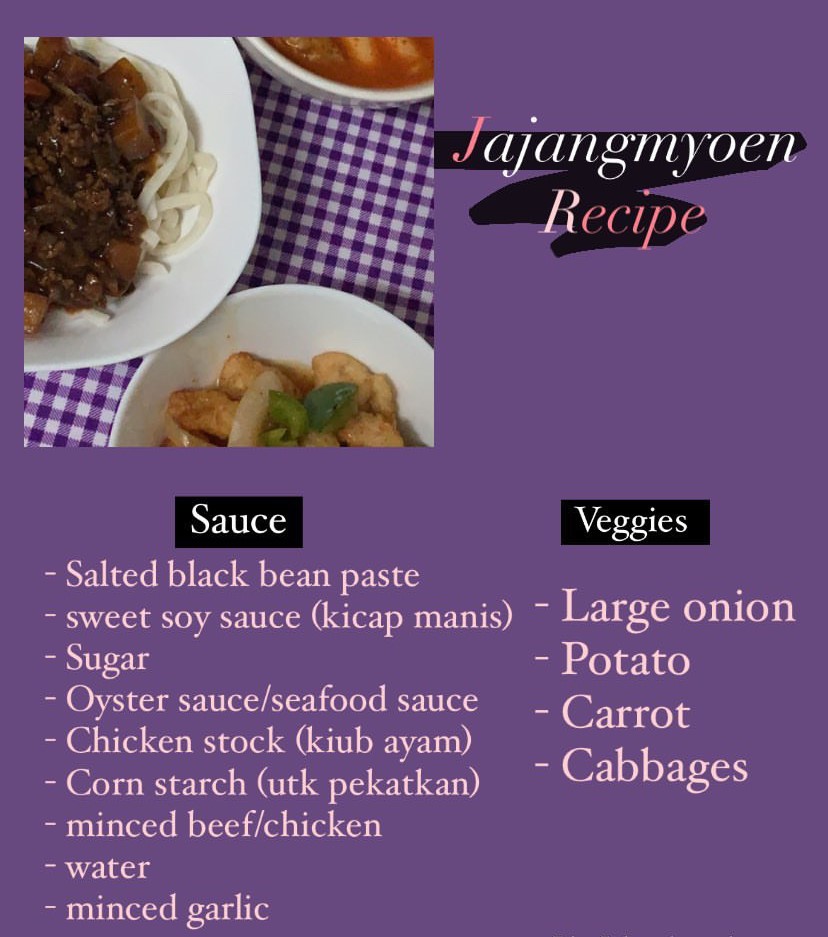 Jajangmyoen
Recipe
Sauce
- Salted black bean paste
- sweet soy sauce (kicap manis)
- Sugar
- Oyster sauce/seafood sauce
- Chicken stock (kiub ayam)
- Corn starch (utk pekatkan)
- minced beef/chicken
- water
- minced garlic
Veggies
- Large onion
- Potato
- Carrot
- Cabbages